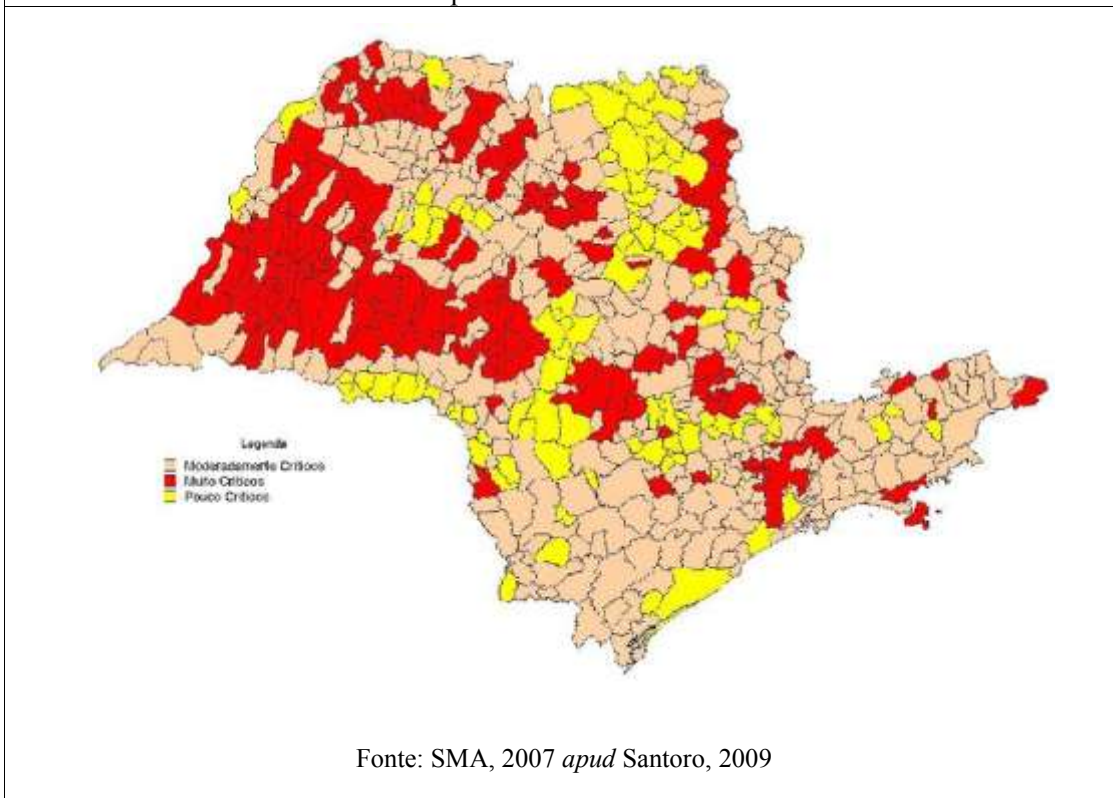 Legenda
Moderadamente Críticos
Muito Críticos
Pouco Críticos
Fonte: SMA, 2007 apud Santoro, 2009